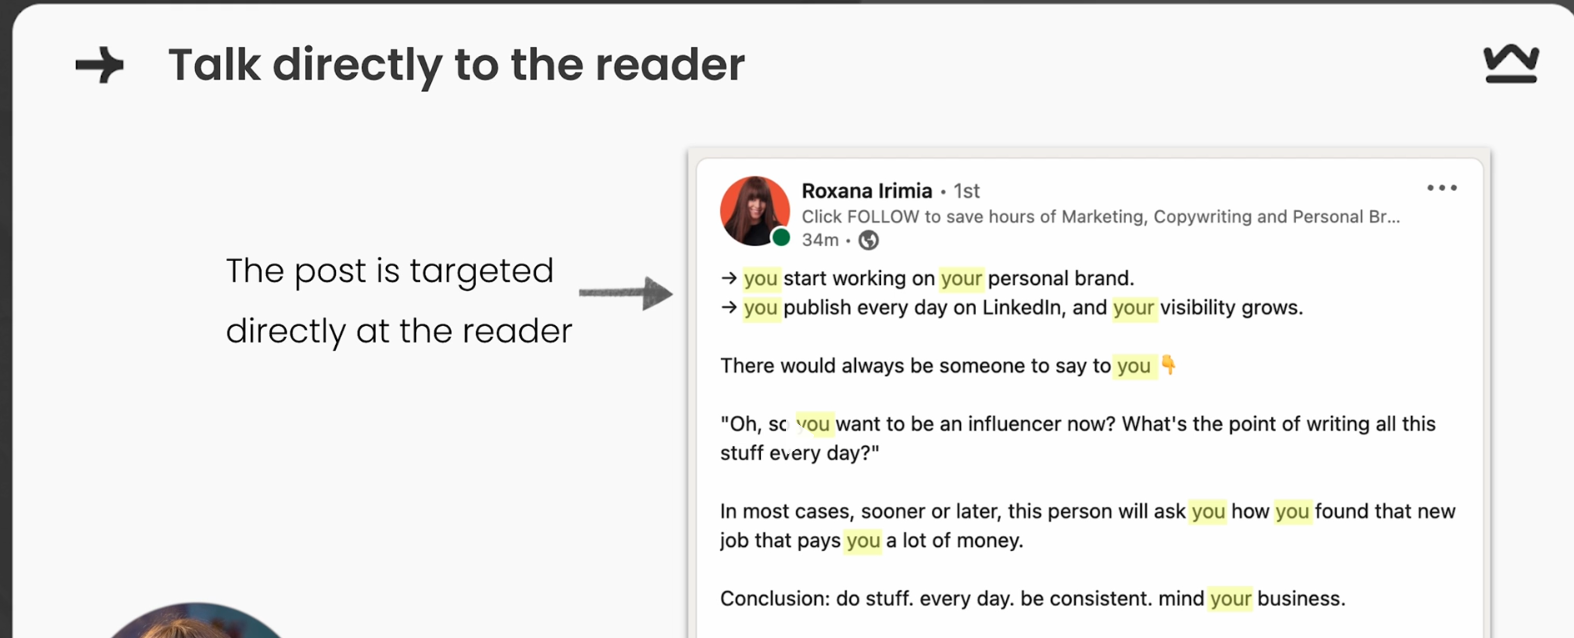 Talk directly to the reader
The post is targeted
directly at the reader
Roxana Irimia • 1st
Click FOLLOW to save hours of Marketing, Copywriting and Personal Br...
34m •
→ you start working on your personal brand.
→ you publish every day on LinkedIn, and your visibility grows.
There would always be someone to say to you👇
"Oh, so you want to be an influencer now? What's the point of writing all this
stuff every day?"
In most cases, sooner or later, this person will ask you how you found that new
job that pays you a lot of money.
Conclusion: do stuff. every day. be consistent. mind your business.